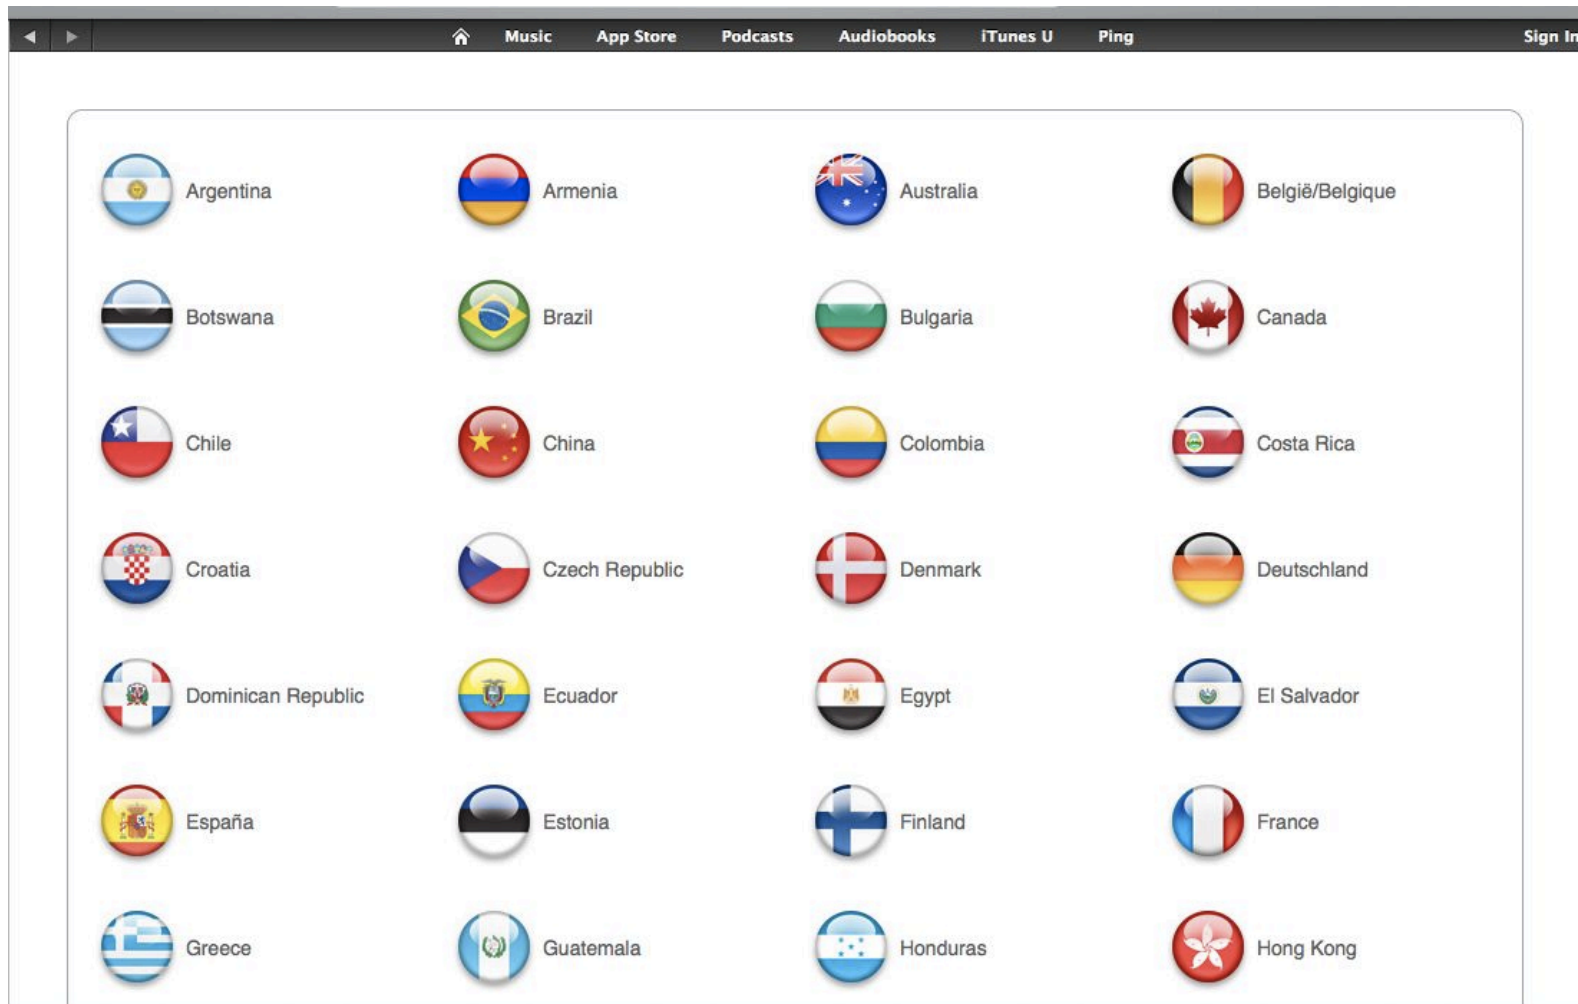 Music App Store Podcasts Audiobooks iTunes U Ping Sign In
Argentina Armenia Australia België/Belgique
Botswana Brazil Bulgaria Canada
Chile China Colombia Costa Rica
Croatia Czech Republic Denmark Deutschland
Dominican Republic Ecuador Egypt El Salvador
España Estonia Finland France
Greece Guatemala Honduras Hong Kong